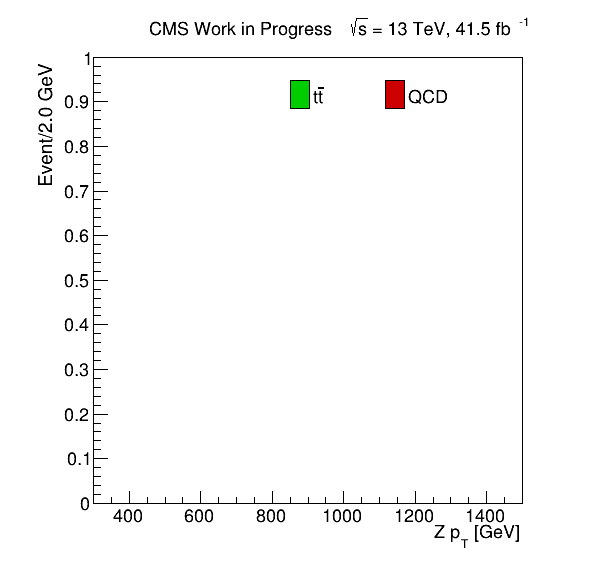 CMS Work in Progress √s = 13 TeV, 41.5 fb⁻¹
tt̄
QCD
Event/2.0 GeV
1
0.9
0.8
0.7
0.6
0.5
0.4
0.3
0.2
0.1
0
400 600 800 1000 1200 1400
Z p_T [GeV]